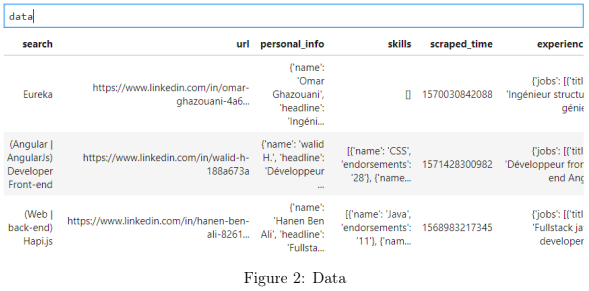 data
search url personal_info skills scraped_time experienc
Eureka https://www.linkedin.com/in/omar-ghazouani-4a6... {'name': 'Omar Ghazouani', 'headline': 'Ingéni... [] 1570030842088 {'jobs': [{'titl 'Ingénieur structu génie
(Angular | AngularJs) Developer Front-end https://www.linkedin.com/in/walid-h-188a673a {'name': 'walid H.', 'headline': 'Développeur ... [{'name': 'CSS', 'endorsements': '28'}, {'name... 1571428300982 {'jobs': [{'titl 'Développeur fron end Ang
(Web | back-end) Hapi.js https://www.linkedin.com/in/hanen-ben-ali-8261... {'name': 'Hanen Ben Ali', 'headline': 'Fullsta... [{'name': 'Java', 'endorsements': '11'}, {'nam... 1568983217345 {'jobs': [{'titl 'Fullstack ja developer
Figure 2: Data